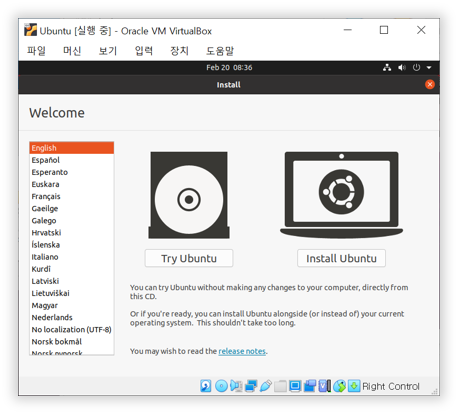 Ubuntu [실행 중] - Oracle VM VirtualBox
파일 머신 보기 입력 장치 도움말
Feb 20 08:36
Install
Welcome
English
Español
Esperanto
Euskara
Français
Gaeilge
Galego
Hrvatski
Íslenska
Italiano
Kurdî
Latviski
Lietuviškai
Magyar
Nederlands
No localization (UTF-8)
Norsk bokmål
Norsk nynorsk
Try Ubuntu
Install Ubuntu
You can try Ubuntu without making any changes to your computer, directly from
this CD.
Or if you're ready, you can install Ubuntu alongside (or instead of) your current
operating system. This shouldn't take too long.
You may wish to read the release notes.
Right Control